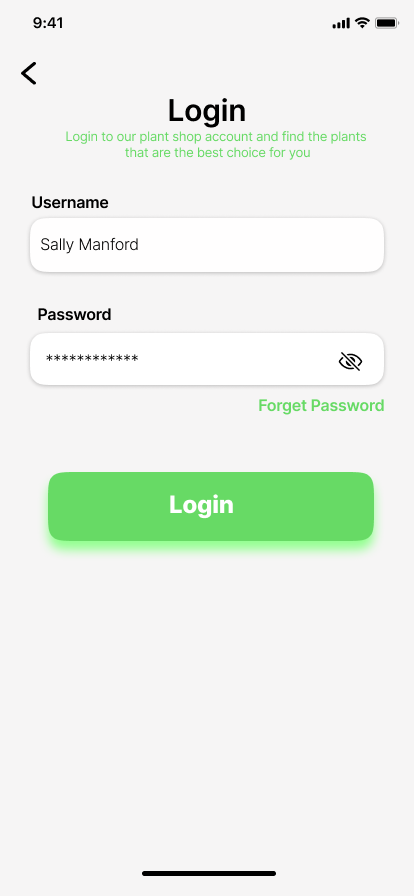 9:41
Login
Login to our plant shop account and find the plants
that are the best choice for you
Username
Sally Manford
Password
************
Forget Password
Login